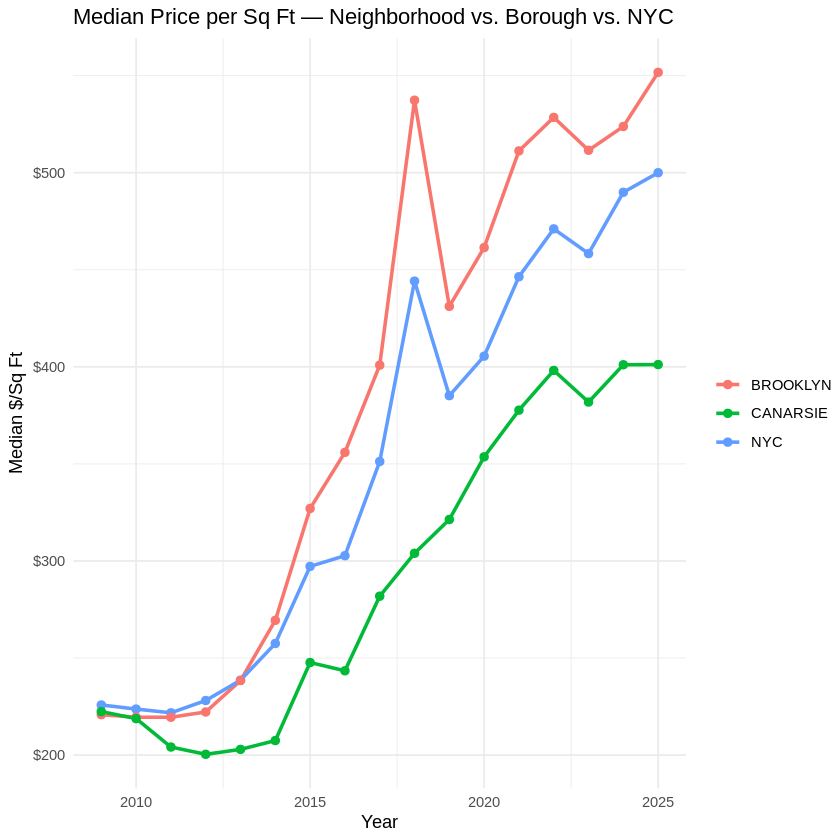 Median Price per Sq Ft — Neighborhood vs. Borough vs. NYC
Median $/Sq Ft
$500
$400
$300
$200
2010 2015 2020 2025
Year
BROOKLYN
CANARSIE
NYC